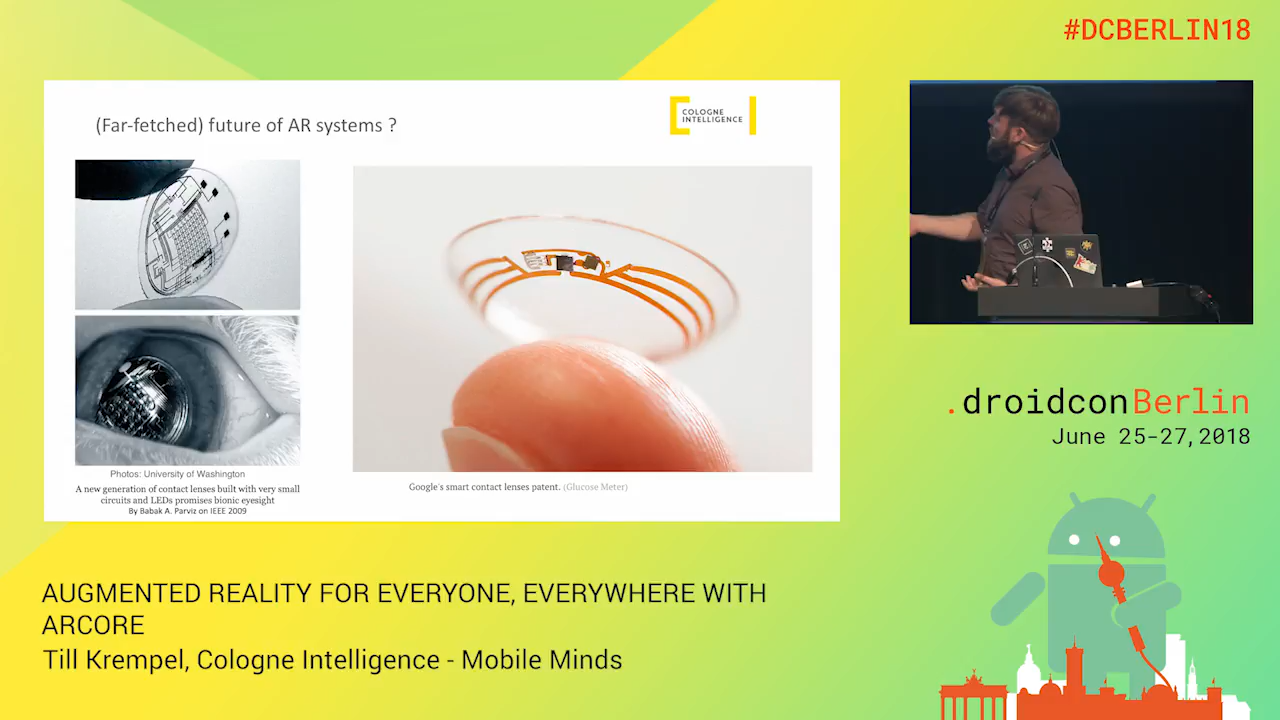 #DCBERLIN18
(Far-fetched) future of AR systems ?
COLOGNE
INTELLIGENCE
Photos: University of Washington
A new generation of contact lenses built with very small
circuits and LEDs promises bionic eyesight
By Babak A. Parviz on IEEE 2009
Google's smart contact lenses patent. (Glucose Meter)
.droidconBerlin
June 25-27, 2018
AUGMENTED REALITY FOR EVERYONE, EVERYWHERE WITH
ARCORE
Till Krempel, Cologne Intelligence - Mobile Minds